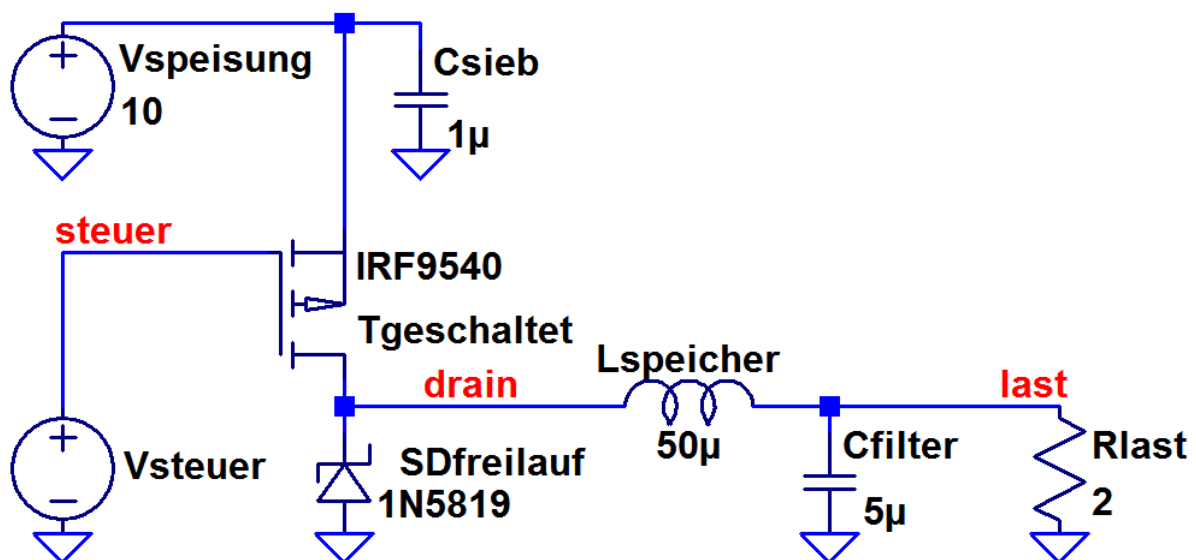 Vspeisung
10
Csieb
1µ
steuer
IRF9540
Tgeschaltet
Vsteuer
drain
SDfreilauf
1N5819
Lspeicher
50µ
Cfilter
5µ
last
Rlast
2